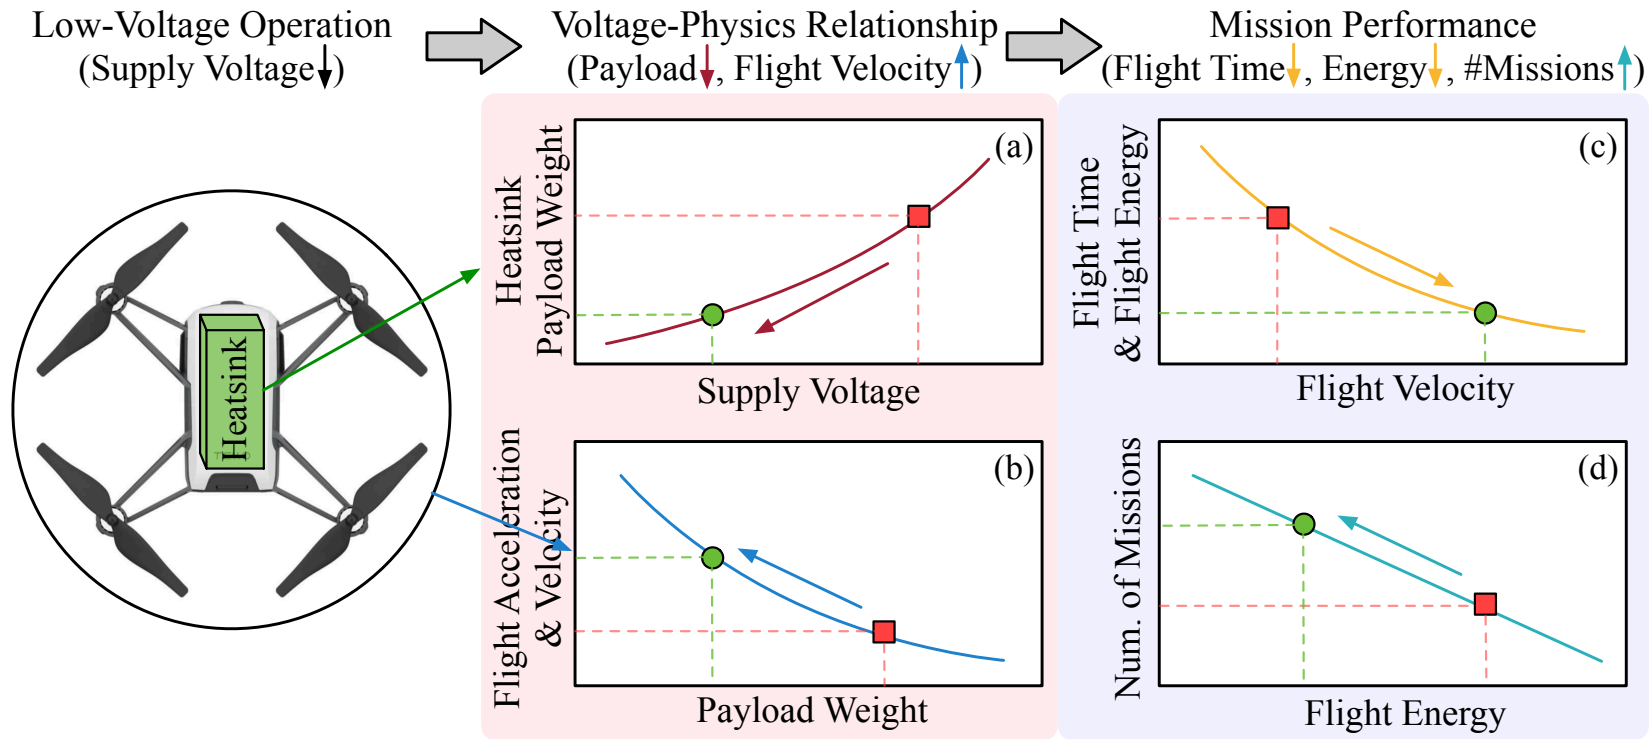 Low-Voltage Operation
(Supply Voltage↓)
Voltage-Physics Relationship
(Payload↓, Flight Velocity↑)
Mission Performance
(Flight Time↓, Energy↓, #Missions↑)
Heatsink
Heatsink
Payload Weight
(a)
Supply Voltage
Flight Acceleration
& Velocity
(b)
Payload Weight
Flight Time
& Flight Energy
(c)
Flight Velocity
Num. of Missions
(d)
Flight Energy